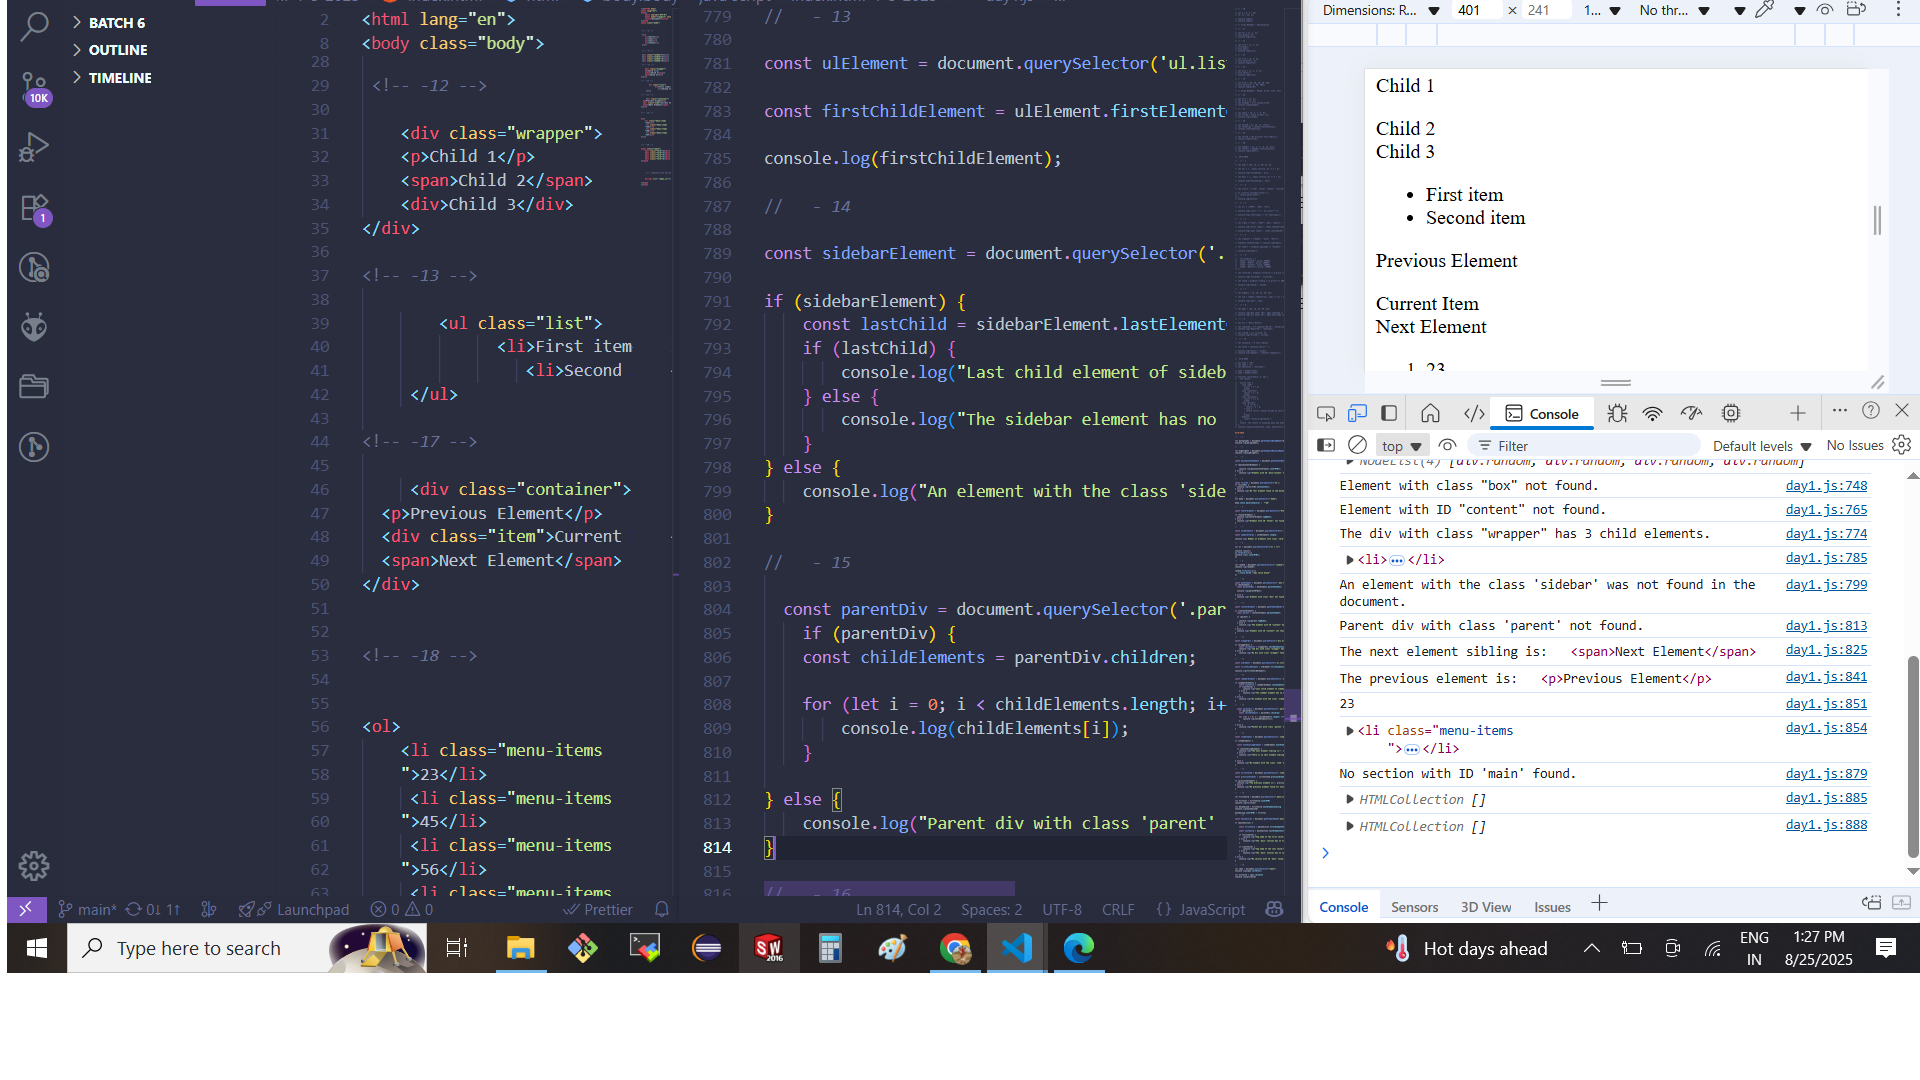 BATCH 6
OUTLINE
TIMELINE
10K
1
2 <html lang="en">
8 <body class="body">
28
29 <!-- -12 -->
30
31 <div class="wrapper">
32 <p>Child 1</p>
33 <span>Child 2</span>
34 <div>Child 3</div>
35 </div>
36
37 <!-- -13 -->
38
39 <ul class="list">
40 <li>First item
41 <li>Second
42 </ul>
43
44 <!-- -17 -->
45
46 <div class="container">
47 <p>Previous Element</p>
48 <div class="item">Current
49 <span>Next Element</span>
50 </div>
51
52
53 <!-- -18 -->
54
55
56 <ol>
57 <li class="menu-items
58 ">23</li>
59 <li class="menu-items
60 ">45</li>
61 <li class="menu-items
62 ">56</li>
63 <li class="menu-items
779 // - 13
780
781 const ulElement = document.querySelector('ul.lis
782
783 const firstChildElement = ulElement.firstElement
784
785 console.log(firstChildElement);
786
787 // - 14
788
789 const sidebarElement = document.querySelector('.
790
791 if (sidebarElement) {
792 const lastChild = sidebarElement.lastElement
793 if (lastChild) {
794 console.log("Last child element of sideb
795 } else {
796 console.log("The sidebar element has no
797 }
798 } else {
799 console.log("An element with the class 'side
800 }
801
802 // - 15
803
804 const parentDiv = document.querySelector('.par
805 if (parentDiv) {
806 const childElements = parentDiv.children;
807
808 for (let i = 0; i < childElements.length; i+
809 console.log(childElements[i]);
810 }
811
812 } else {
813 console.log("Parent div with class 'parent'
814 }
815
816 // - 16
main* 0↓ 1↑ Launchpad 0 0 Prettier
Ln 814, Col 2 Spaces: 2 UTF-8 CRLF {} JavaScript
Dimensions: R... 401 × 241 1... No thr...
Child 1
Child 2
Child 3
• First item
• Second item
Previous Element
Current Item
Next Element
1. 23
Console
top Filter Default levels No Issues
NodeList(4) [div.random, div.random, div.random, div.random]
Element with class "box" not found. day1.js:748
Element with ID "content" not found. day1.js:765
The div with class "wrapper" has 3 child elements. day1.js:774
<li>…</li> day1.js:785
An element with the class 'sidebar' was not found in the day1.js:799
document.
Parent div with class 'parent' not found. day1.js:813
The next element sibling is: <span>Next Element</span> day1.js:825
The previous element is: <p>Previous Element</p> day1.js:841
23 day1.js:851
<li class="menu-items day1.js:854
">…</li>
No section with ID 'main' found. day1.js:879
HTMLCollection [] day1.js:885
HTMLCollection [] day1.js:888
Console Sensors 3D View Issues
Type here to search
SW
2016
Hot days ahead
ENG
IN
1:27 PM
8/25/2025